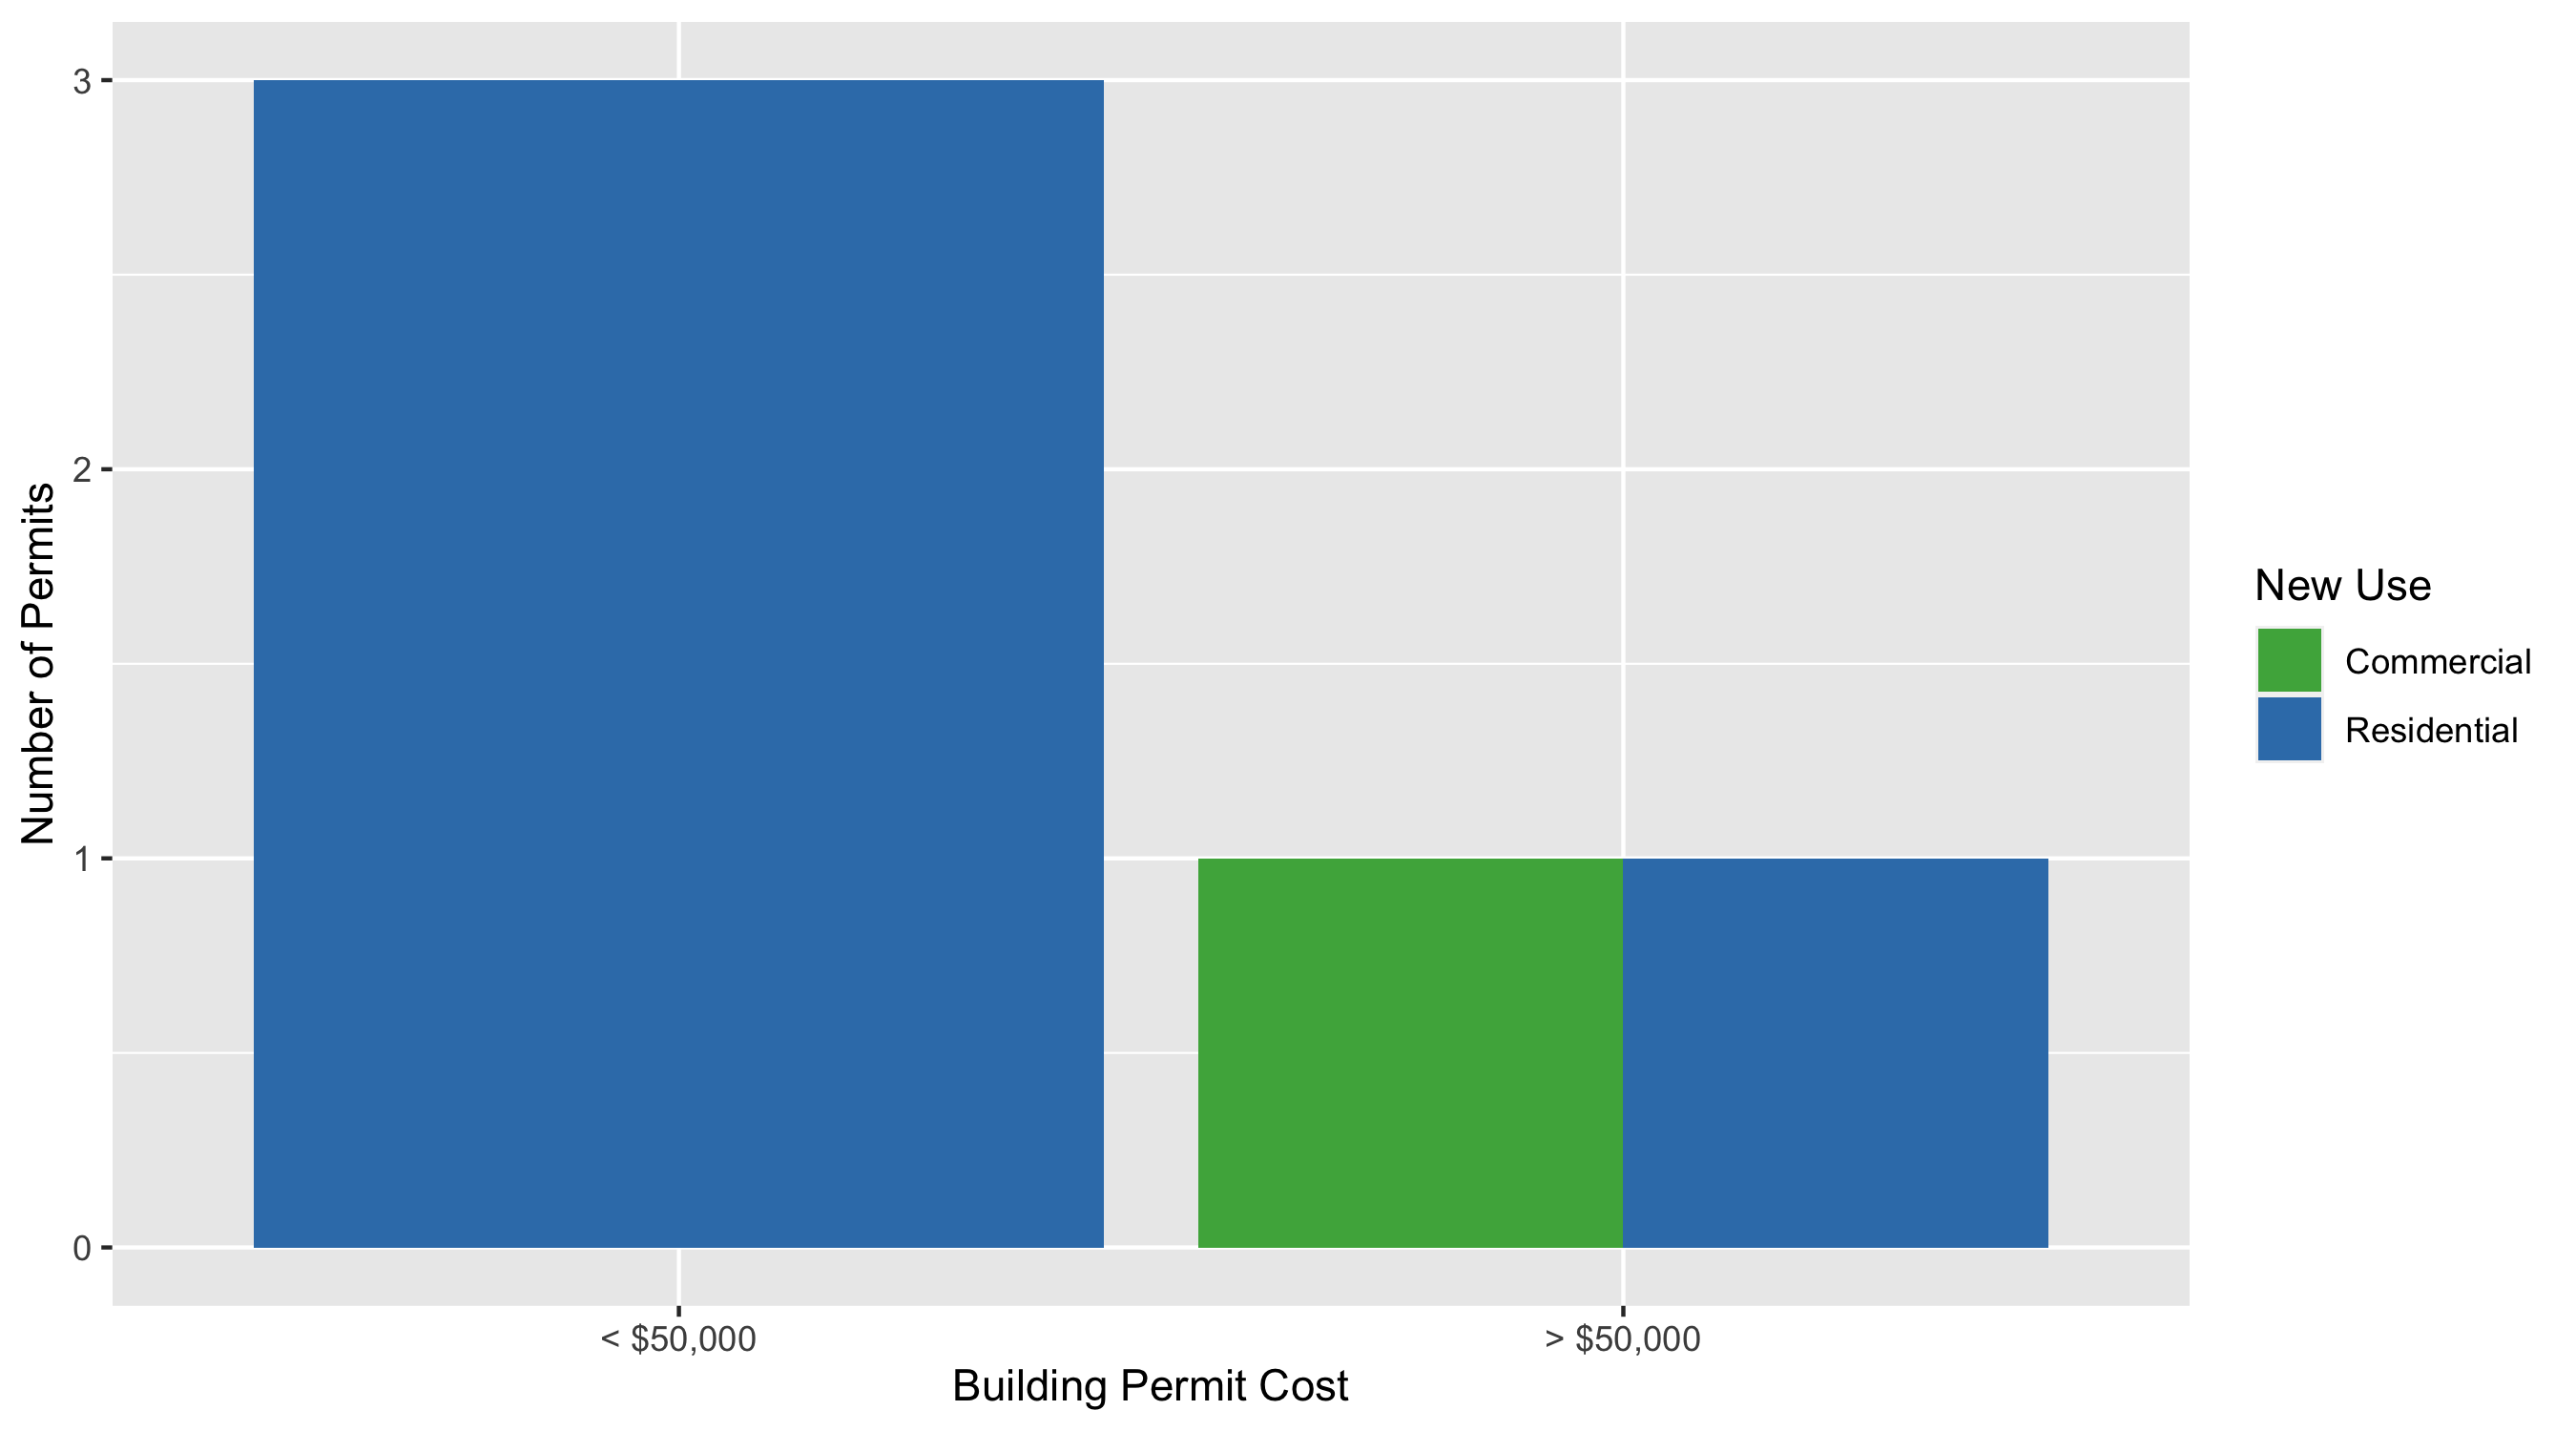 3
2
1
0
Number of Permits
< $50,000
> $50,000
Building Permit Cost
New Use
Commercial
Residential